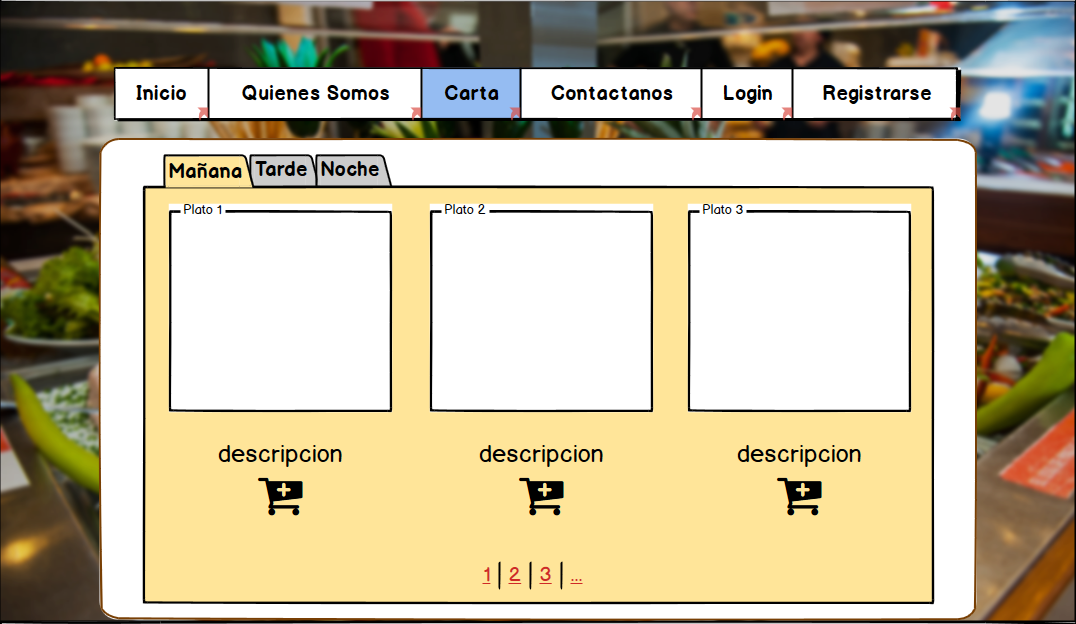 Inicio Quienes Somos Carta Contactanos Login Registrarse
Mañana Tarde Noche
Plato 1 Plato 2 Plato 3
descripcion descripcion descripcion
1 | 2 | 3 | ...